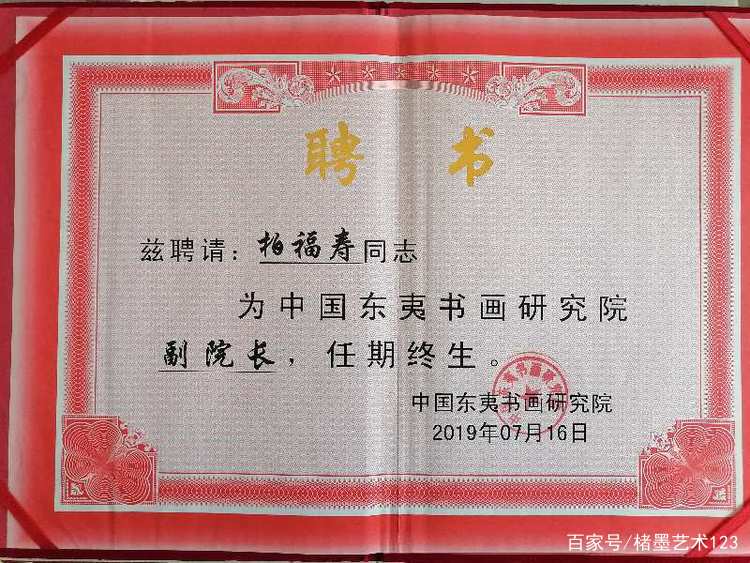 聘书
兹聘请：柏福寿同志
为中国东夷书画研究院
副院长，任期终生。
中国东夷书画研究院
2019年07月16日
百家号/楮墨艺术123